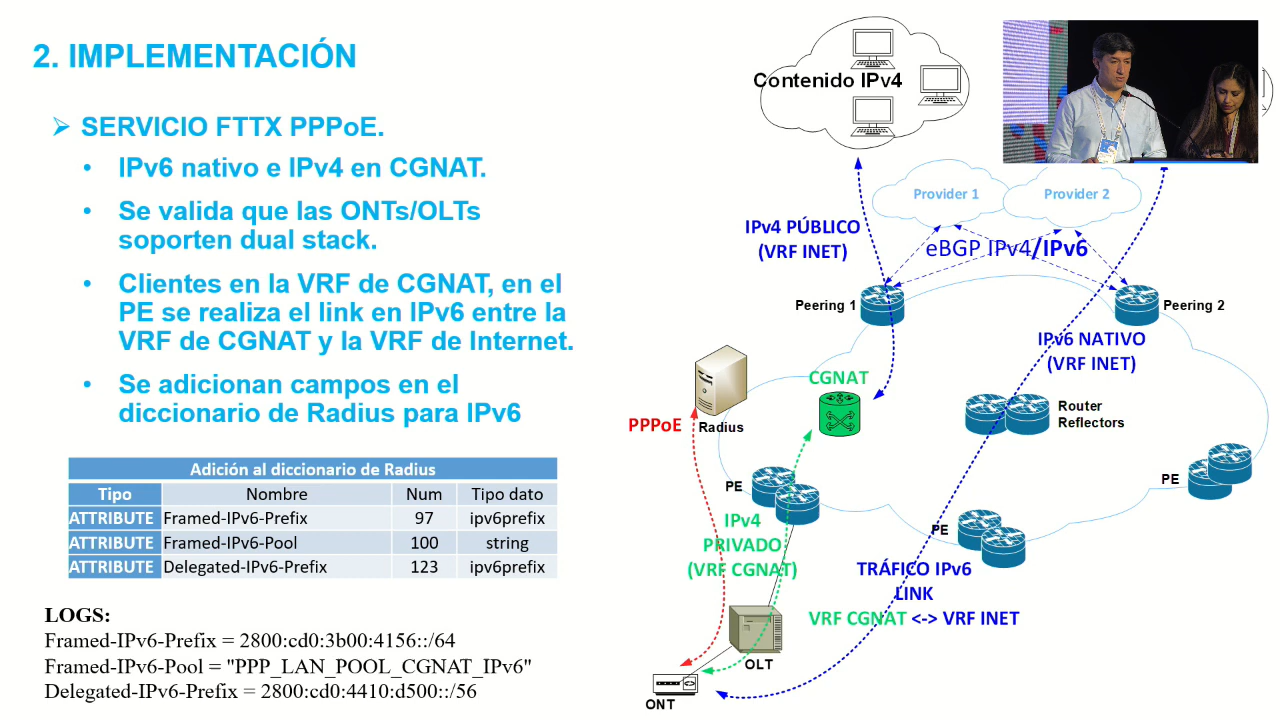 2. IMPLEMENTACIÓN
➢ SERVICIO FTTX PPPoE.
• IPv6 nativo e IPv4 en CGNAT.
• Se valida que las ONTs/OLTs
soporten dual stack.
• Clientes en la VRF de CGNAT, en el
PE se realiza el link en IPv6 entre la
VRF de CGNAT y la VRF de Internet.
• Se adicionan campos en el
diccionario de Radius para IPv6
Adición al diccionario de Radius
Tipo Nombre Num Tipo dato
ATTRIBUTE Framed-IPv6-Prefix 97 ipv6prefix
ATTRIBUTE Framed-IPv6-Pool 100 string
ATTRIBUTE Delegated-IPv6-Prefix 123 ipv6prefix
LOGS:
Framed-IPv6-Prefix = 2800:cd0:3b00:4156::/64
Framed-IPv6-Pool = "PPP_LAN_POOL_CGNAT_IPv6"
Delegated-IPv6-Prefix = 2800:cd0:4410:d500::/56
Contenido IPv4
Provider 1
Provider 2
IPv4 PÚBLICO
(VRF INET)
eBGP IPv4/IPv6
Peering 1
Peering 2
IPv6 NATIVO
(VRF INET)
CGNAT
Router
Reflectors
PPPoE
Radius
PE
PE
PE
IPv4
PRIVADO
(VRF CGNAT)
TRÁFICO IPv6
LINK
VRF CGNAT <-> VRF INET
OLT
ONT